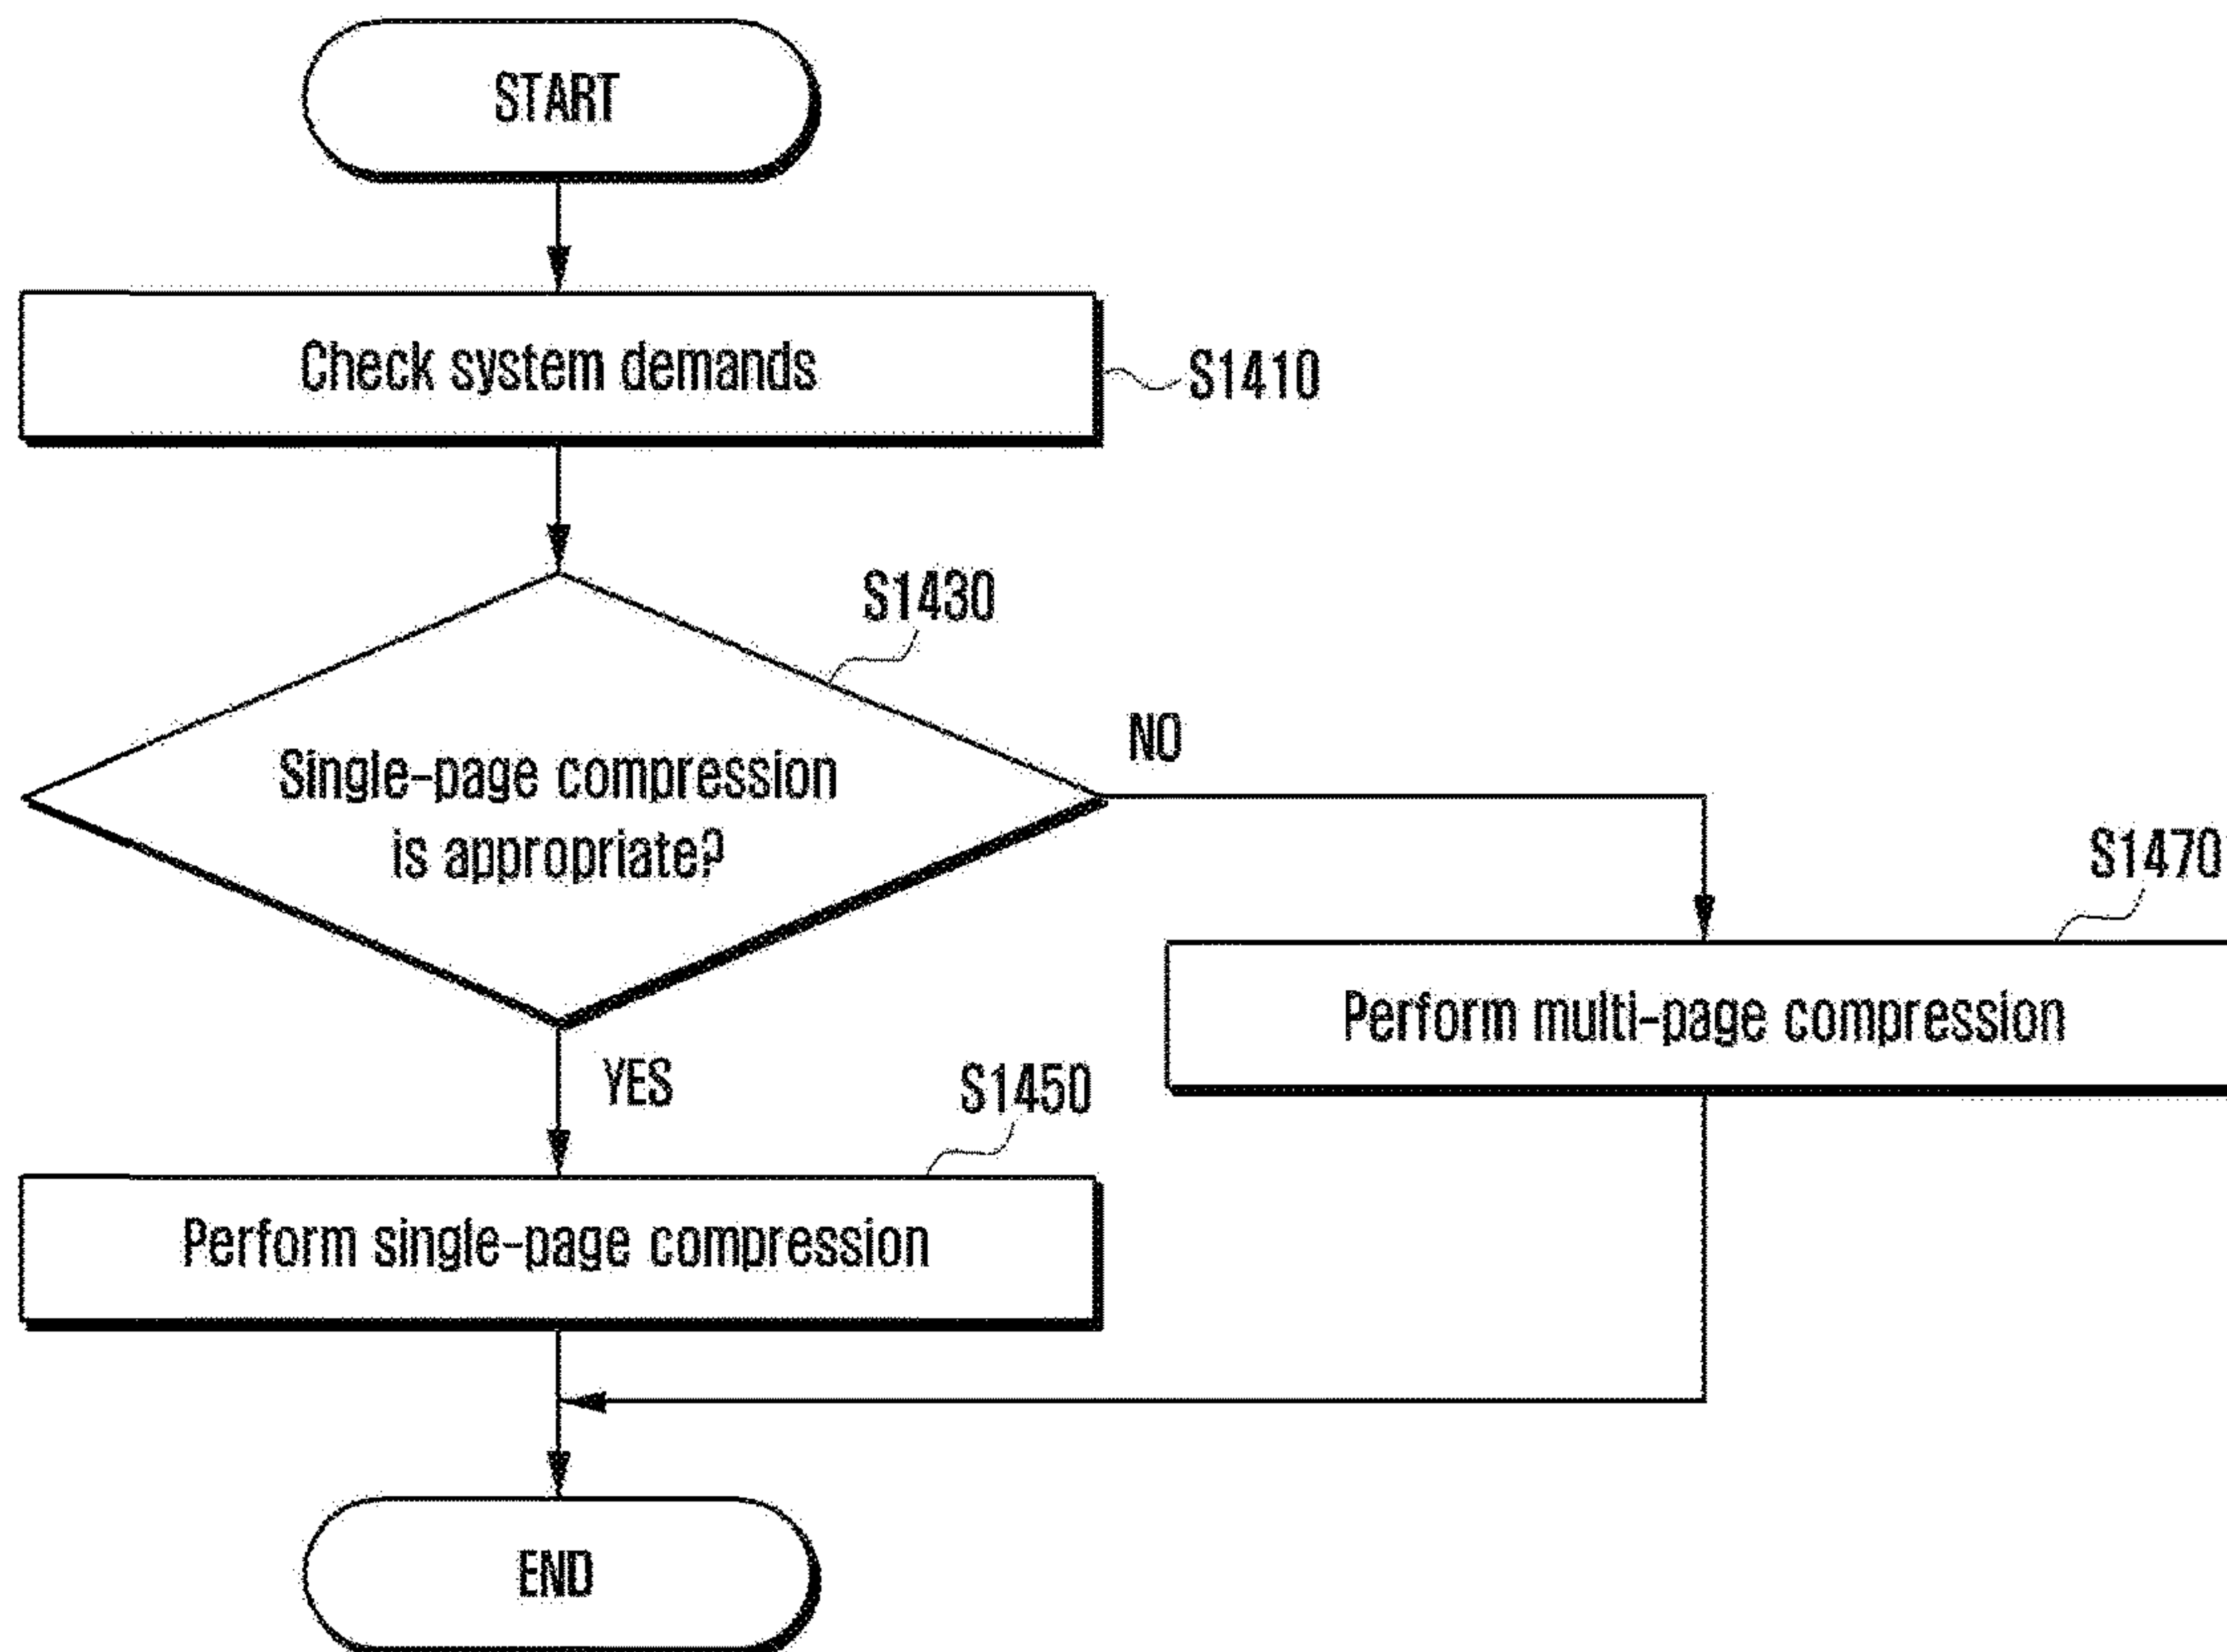 START
Check system demands
S1410
S1430
Single-page compression
is appropriate?
NO
S1470
Perform multi-page compression
YES
S1450
Perform single-page compression
END